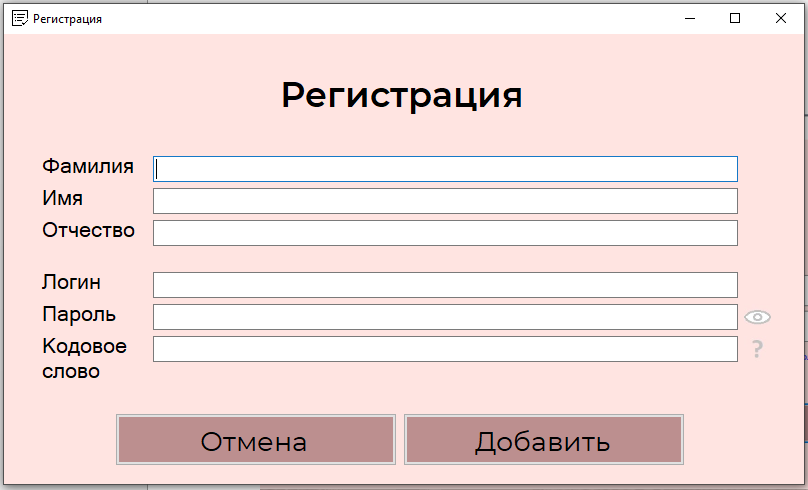 Регистрация
Регистрация
Фамилия
Имя
Отчество
Логин
Пароль
Кодовое
слово
?
Отмена
Добавить